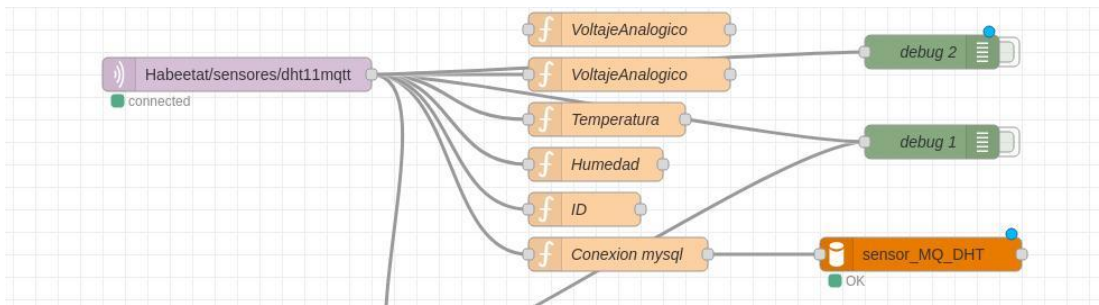 VoltajeAnalogico
debug 2
Habeetat/sensores/dht11mqtt
VoltajeAnalogico
connected
Temperatura
debug 1
Humedad
ID
Conexion mysql
sensor_MQ_DHT
OK